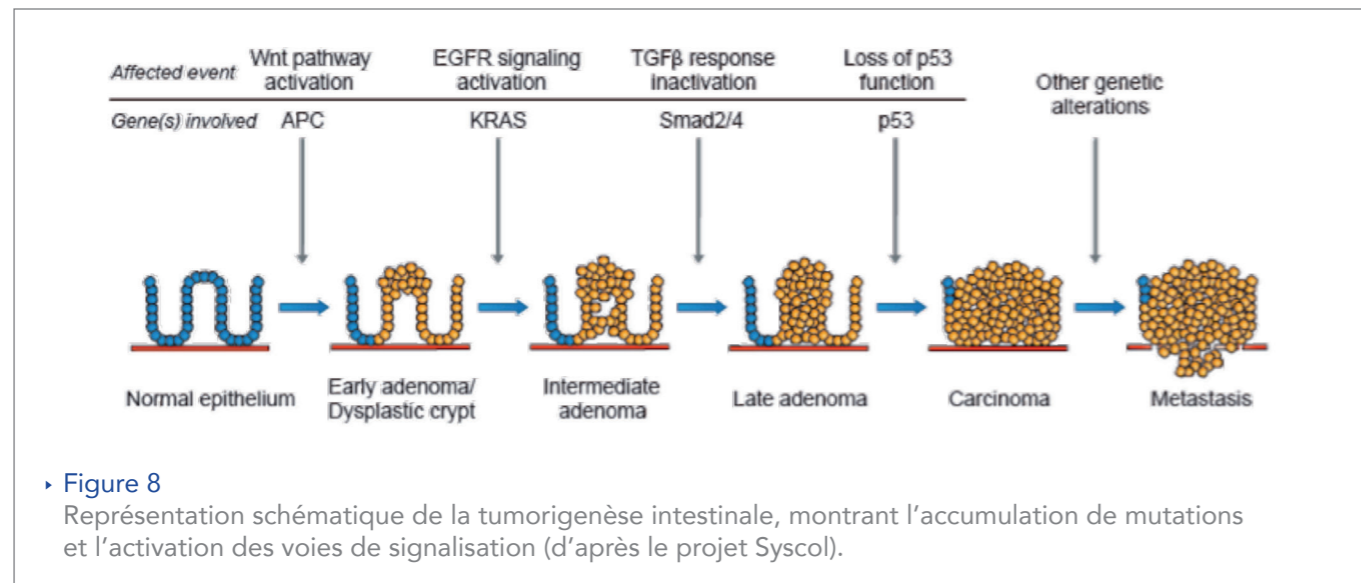 Affected event Wnt pathway activation EGFR signaling activation TGFβ response inactivation Loss of p53 function
Other genetic alterations
Gene(s) involved APC KRAS Smad2/4 p53
Normal epithelium
Early adenoma/
Dysplastic crypt
Intermediate
adenoma
Late adenoma
Carcinoma
Metastasis
‣ Figure 8
Représentation schématique de la tumorigenèse intestinale, montrant l’accumulation de mutations
et l’activation des voies de signalisation (d’après le projet Syscol).